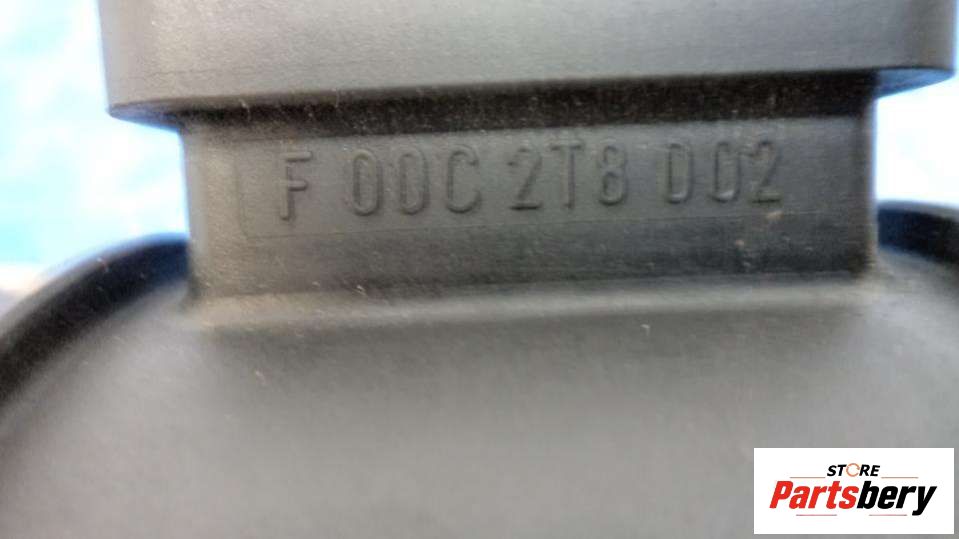 F 00C 2T8 002
STORE
Partsbery